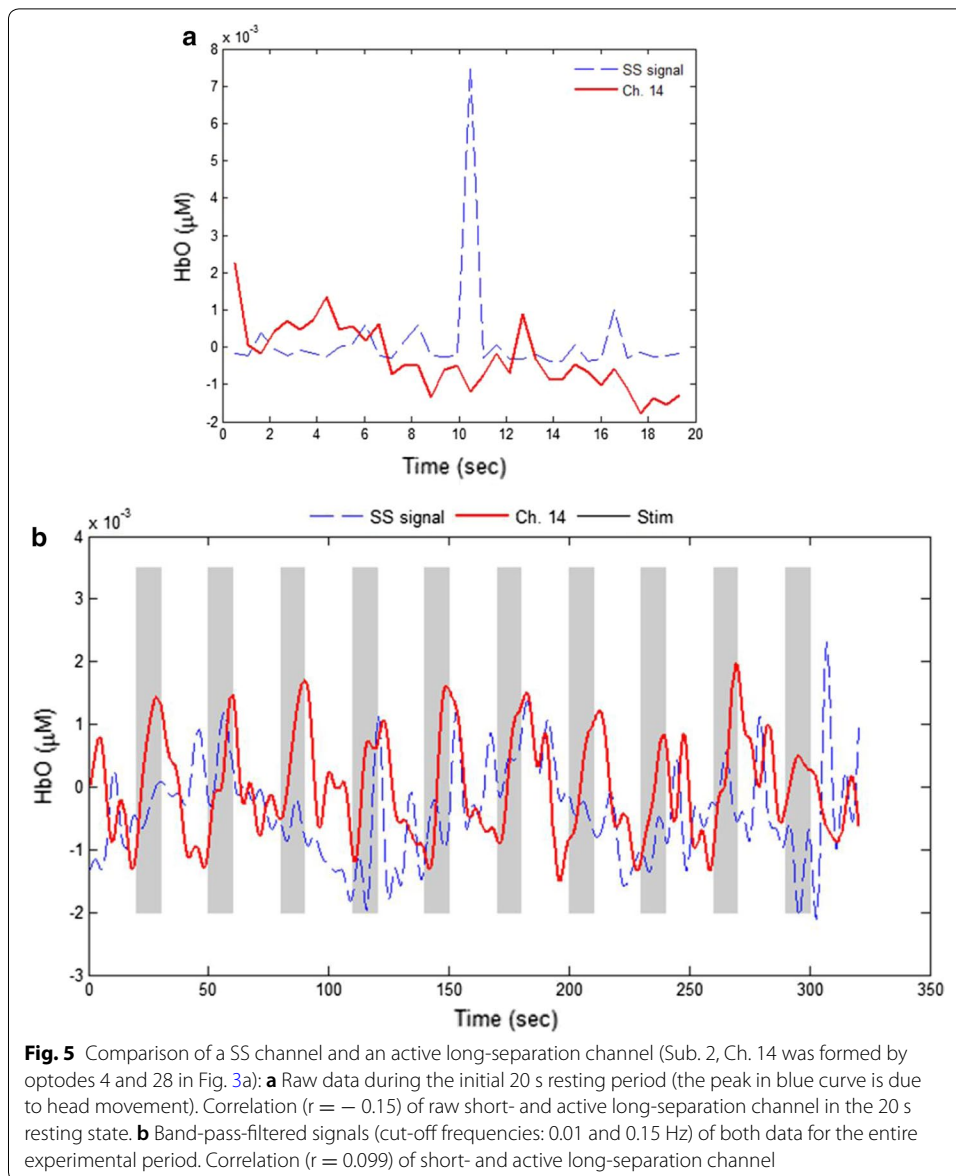 a
× 10⁻³
8
7
6
5
4
3
2
1
0
-1
-2
HbO (μM)
SS signal
Ch. 14
0 2 4 6 8 10 12 14 16 18 20
Time (sec)
SS signal Ch. 14 Stim
b
× 10⁻³
4
3
2
1
0
-1
-2
-3
HbO (μM)
0 50 100 150 200 250 300 350
Time (sec)
Fig. 5 Comparison of a SS channel and an active long-separation channel (Sub. 2, Ch. 14 was formed by
optodes 4 and 28 in Fig. 3a): a Raw data during the initial 20 s resting period (the peak in blue curve is due
to head movement). Correlation (r = − 0.15) of raw short- and active long-separation channel in the 20 s
resting state. b Band-pass-filtered signals (cut-off frequencies: 0.01 and 0.15 Hz) of both data for the entire
experimental period. Correlation (r = 0.099) of short- and active long-separation channel